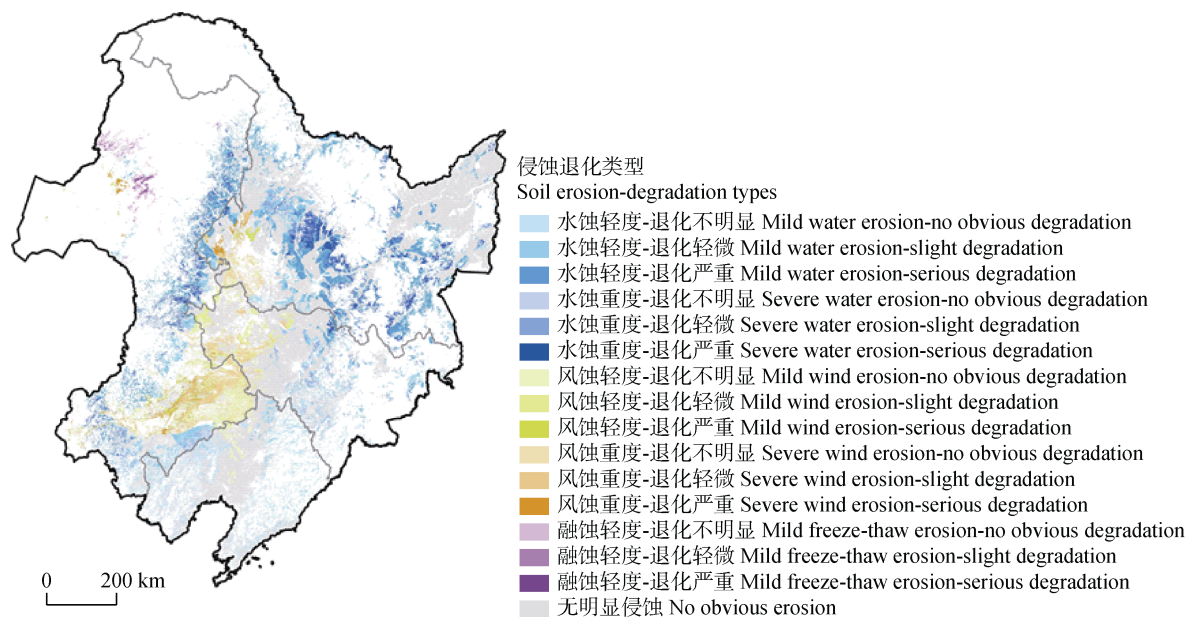 侵蚀退化类型
Soil erosion-degradation types
水蚀轻度-退化不明显 Mild water erosion-no obvious degradation
水蚀轻度-退化轻微 Mild water erosion-slight degradation
水蚀轻度-退化严重 Mild water erosion-serious degradation
水蚀重度-退化不明显 Severe water erosion-no obvious degradation
水蚀重度-退化轻微 Severe water erosion-slight degradation
水蚀重度-退化严重 Severe water erosion-serious degradation
风蚀轻度-退化不明显 Mild wind erosion-no obvious degradation
风蚀轻度-退化轻微 Mild wind erosion-slight degradation
风蚀轻度-退化严重 Mild wind erosion-serious degradation
风蚀重度-退化不明显 Severe wind erosion-no obvious degradation
风蚀重度-退化轻微 Severe wind erosion-slight degradation
风蚀重度-退化严重 Severe wind erosion-serious degradation
融蚀轻度-退化不明显 Mild freeze-thaw erosion-no obvious degradation
融蚀轻度-退化轻微 Mild freeze-thaw erosion-slight degradation
融蚀轻度-退化严重 Mild freeze-thaw erosion-serious degradation
无明显侵蚀 No obvious erosion
0 200 km